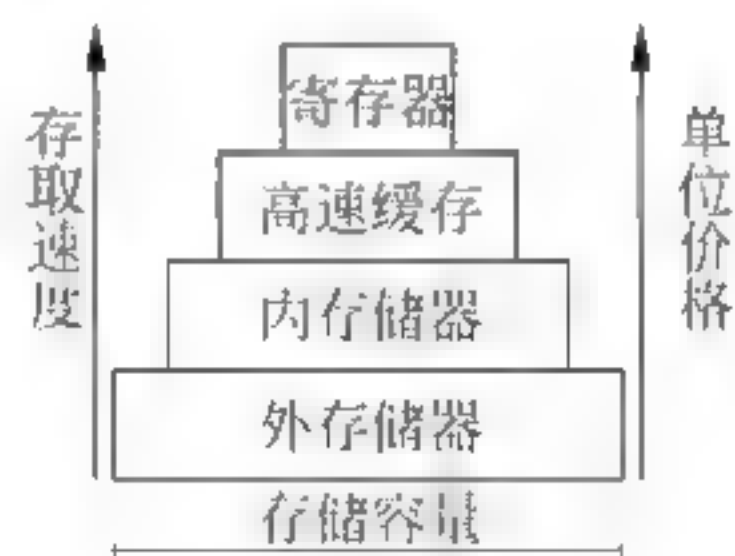 存取速度
寄存器
高速缓存
内存储器
外存储器
存储容量
单位价格